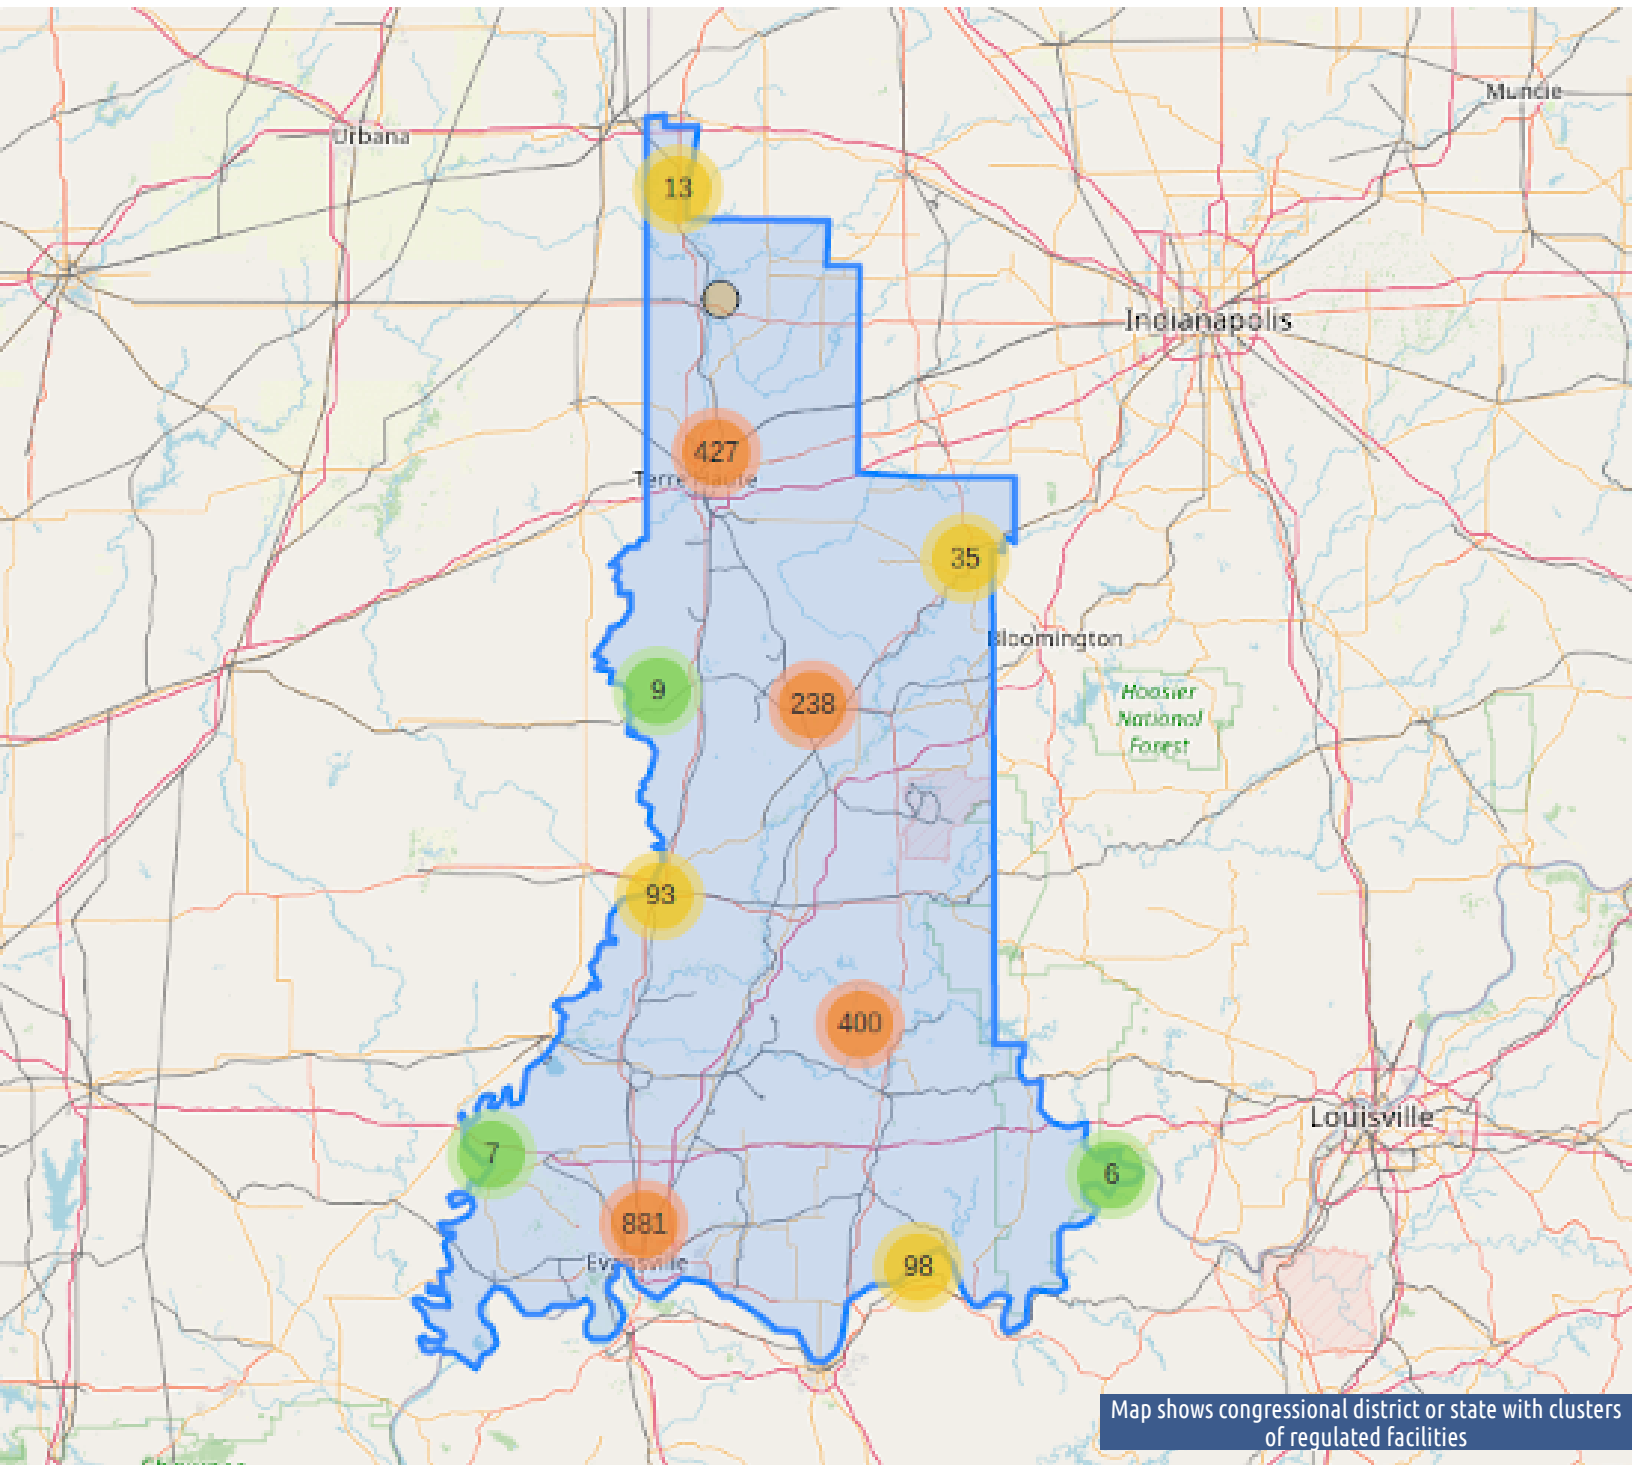 Muncie
Urbana
13
Indianapolis
427
Terre Haute
35
Bloomington
9
238
Hoosier
National
Forest
93
400
Louisville
7
6
881
Evansville
98
Map shows congressional district or state with clusters
of regulated facilities